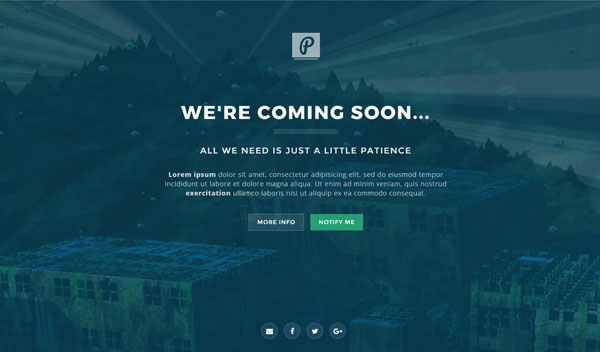 P
WE'RE COMING SOON...
ALL WE NEED IS JUST A LITTLE PATIENCE
Lorem ipsum dolor sit amet, consectetur adipisicing elit, sed do eiusmod tempor
incididunt ut labore et dolore magna aliqua. Ut enim ad minim veniam, quis nostrud
exercitation ullamco laboris nisi ut aliquip ex ea commodo consequat.
MORE INFO
NOTIFY ME
f
G+